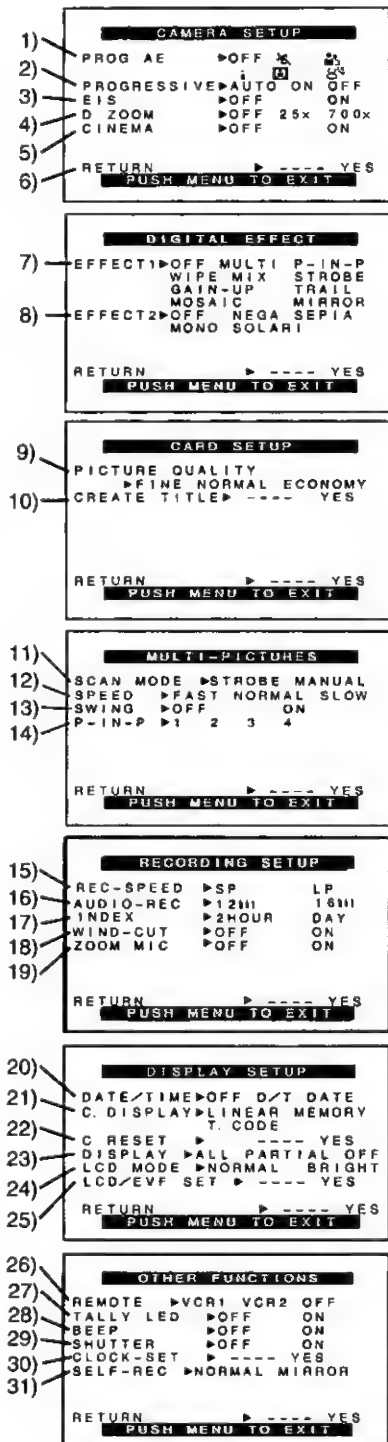 CAMERA SETUP
1) PROG AE ▶OFF
2) PROGRESSIVE▶AUTO ON OFF
3) EIS ▶OFF ON
4) D ZOOM ▶OFF 25x 700x
5) CINEMA ▶OFF ON
6) RETURN ▶ ---- YES
PUSH MENU TO EXIT
DIGITAL EFFECT
7) EFFECT1▶OFF MULTI P-IN-P
WIPE MIX STROBE
GAIN-UP TRAIL
MOSAIC MIRROR
8) EFFECT2▶OFF NEGA SEPIA
MONO SOLARI
RETURN ▶ ---- YES
PUSH MENU TO EXIT
CARD SETUP
9) PICTURE QUALITY
▶FINE NORMAL ECONOMY
10) CREATE TITLE▶ ---- YES
RETURN ▶ ---- YES
PUSH MENU TO EXIT
MULTI-PICTURES
11) SCAN MODE ▶STROBE MANUAL
12) SPEED ▶FAST NORMAL SLOW
13) SWING ▶OFF ON
14) P-IN-P ▶1 2 3 4
RETURN ▶ ---- YES
PUSH MENU TO EXIT
RECORDING SETUP
15) REC-SPEED ▶SP LP
16) AUDIO-REC ▶12bit 16bit
17) INDEX ▶2HOUR DAY
18) WIND-CUT ▶OFF ON
19) ZOOM MIC ▶OFF ON
RETURN ▶ ---- YES
PUSH MENU TO EXIT
DISPLAY SETUP
20) DATE/TIME▶OFF D/T DATE
21) C. DISPLAY▶LINEAR MEMORY
T. CODE
22) C RESET ▶ ---- YES
23) DISPLAY ▶ALL PARTIAL OFF
24) LCD MODE ▶NORMAL BRIGHT
25) LCD/EVF SET ▶ ---- YES
RETURN ▶ ---- YES
PUSH MENU TO EXIT
OTHER FUNCTIONS
26) REMOTE ▶VCR1 VCR2 OFF
27) TALLY LED ▶OFF ON
28) BEEP ▶OFF ON
29) SHUTTER ▶OFF ON
30) CLOCK-SET ▶ ---- YES
31) SELF-REC ▶NORMAL MIRROR
RETURN ▶ ---- YES
PUSH MENU TO EXIT